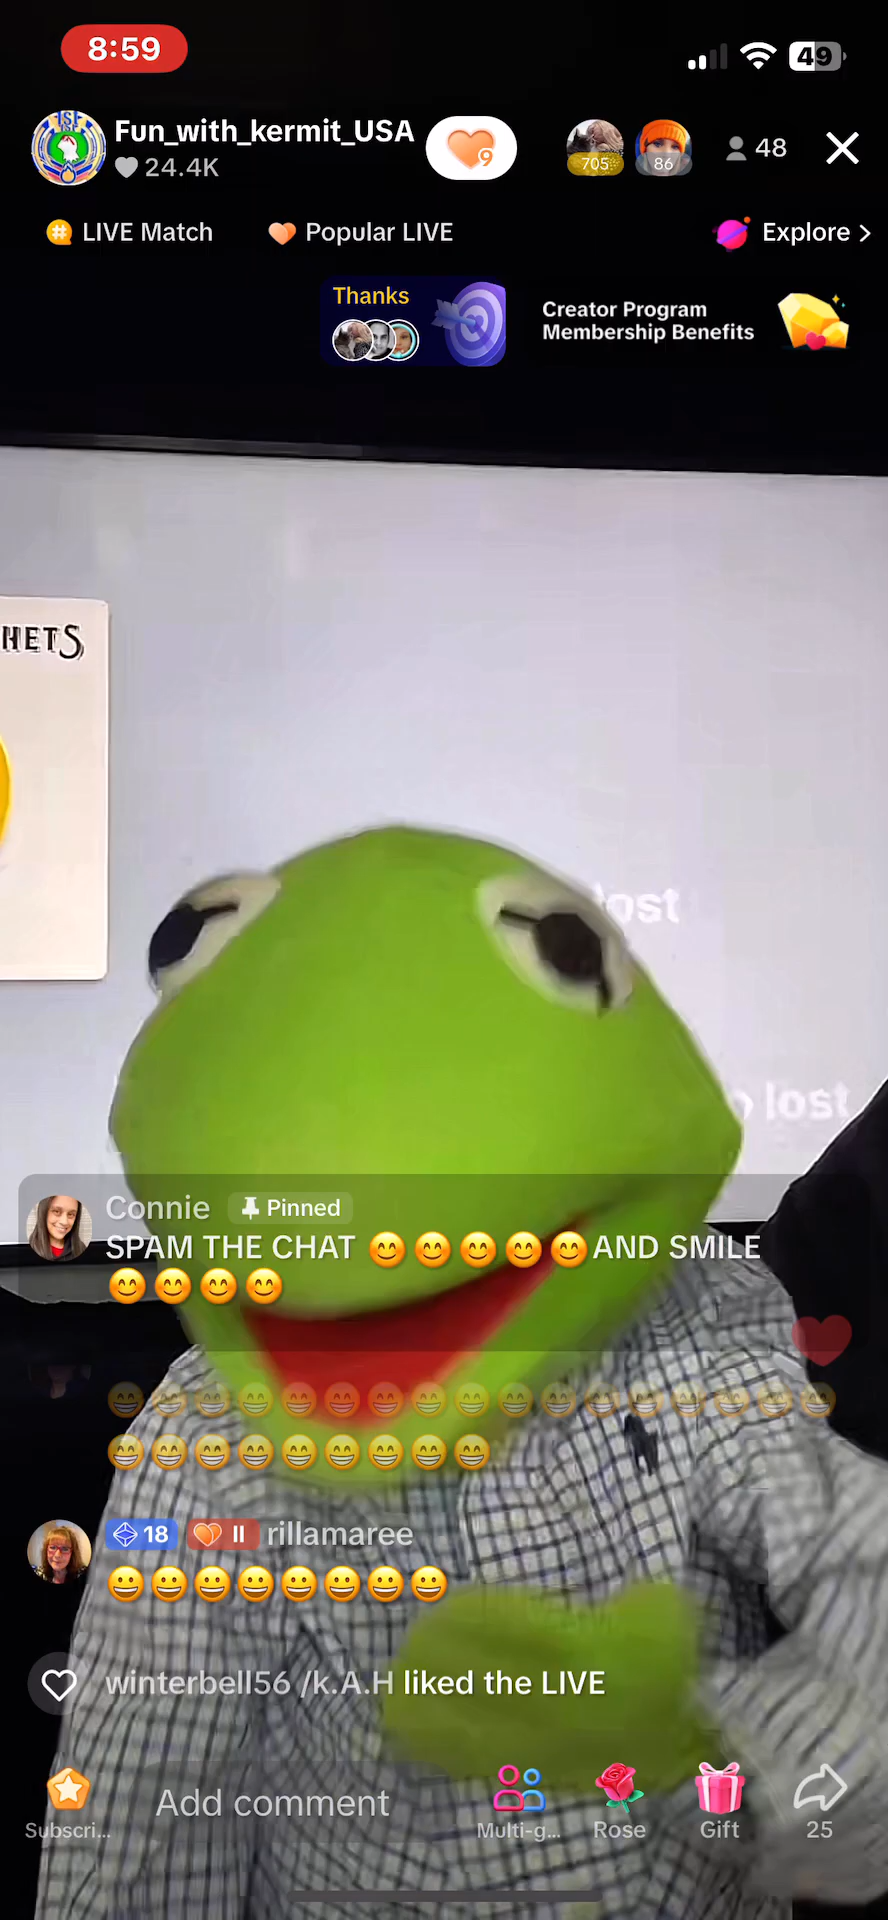 8:59
49
Fun_with_kermit_USA
24.4K
9
705
86
48
LIVE Match
Popular LIVE
Explore >
Thanks
Creator Program
Membership Benefits
HETS
lost
lost
Connie Pinned
SPAM THE CHAT 😊😊😊😊😊AND SMILE
😊😊😊😊
😁😁😁😁😁😁😁😁😁😁😁😁😁😁😁😁😁
😁😁😁😁😁😁😁😁😁
18 II rillamaree
😀😀😀😀😀😀😀😀
winterbell56 /k.A.H liked the LIVE
Subscri...
Add comment
Multi-g...
Rose
Gift
25